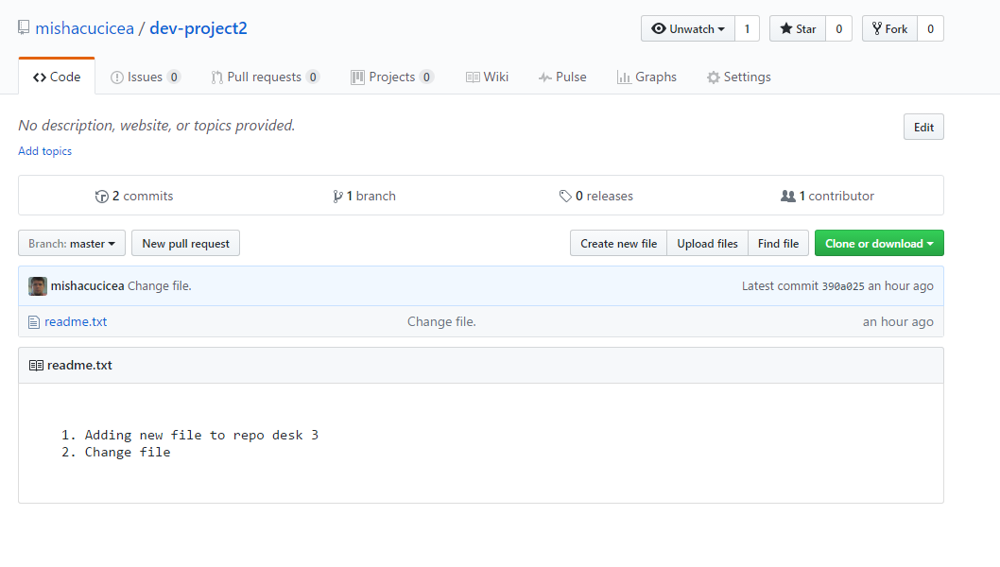 mishacucicea / dev-project2 Unwatch 1 Star 0 Fork 0
Code Issues 0 Pull requests 0 Projects 0 Wiki Pulse Graphs Settings
No description, website, or topics provided. Edit
Add topics
2 commits 1 branch 0 releases 1 contributor
Branch: master New pull request Create new file Upload files Find file Clone or download
mishacucicea Change file. Latest commit 390a025 an hour ago
readme.txt Change file. an hour ago
readme.txt
1. Adding new file to repo desk 3
2. Change file